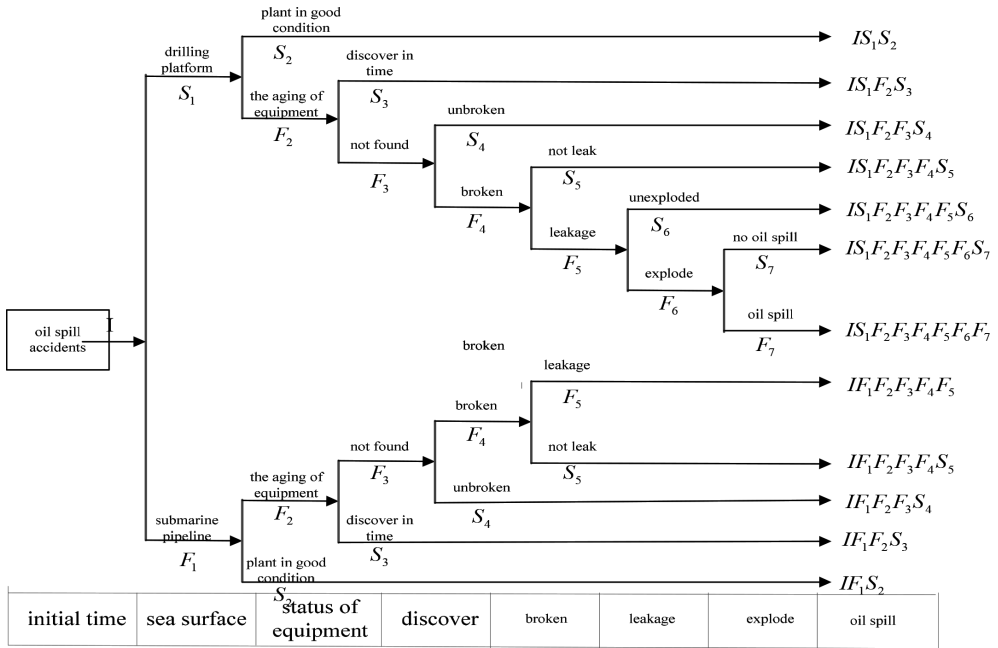 plant in good
condition
S₂
IS₁S₂
drilling
platform
S₁
discover in
time
S₃
IS₁F₂S₃
the aging of
equipment
F₂
unbroken
S₄
IS₁F₂F₃S₄
not found
F₃
not leak
S₅
IS₁F₂F₃F₄S₅
broken
F₄
unexploded
S₆
IS₁F₂F₃F₄F₅S₆
leakage
F₅
no oil spill
S₇
IS₁F₂F₃F₄F₅F₆S₇
explode
F₆
oil spill
F₇
IS₁F₂F₃F₄F₅F₆F₇
I
oil spill
accidents
broken
leakage
F₅
IF₁F₂F₃F₄F₅
broken
F₄
not found
F₃
not leak
S₅
IF₁F₂F₃F₄S₅
the aging of
equipment
F₂
unbroken
S₄
IF₁F₂F₃S₄
submarine
pipeline
F₁
discover in
time
S₃
IF₁F₂S₃
plant in good
condition
S₂
IF₁S₂
initial time
sea surface
status of
equipment
discover
broken
leakage
explode
oil spill